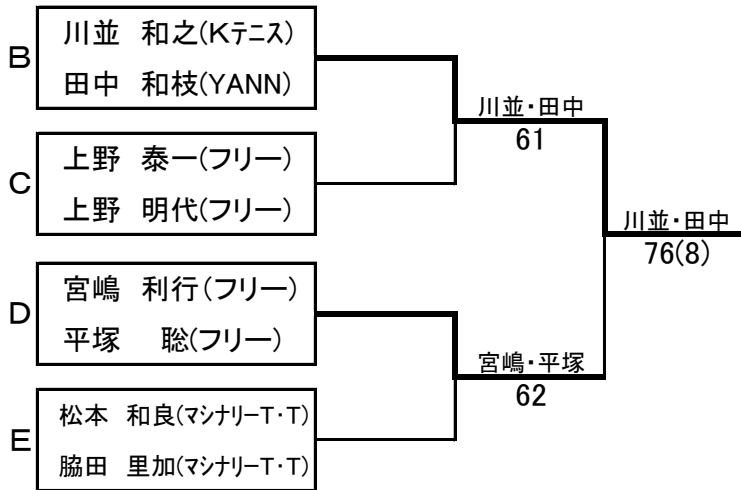 B
川並 和之(Kテニス)
田中 和枝(YANN)
C
上野 泰一(フリー)
上野 明代(フリー)
D
宮嶋 利行(フリー)
平塚 聡(フリー)
E
松本 和良(マシナリーT・T)
脇田 里加(マシナリーT・T)
川並・田中
61
宮嶋・平塚
62
川並・田中
76(8)